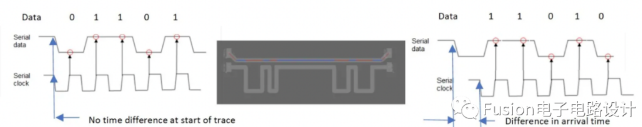 Data 0 1 1 0 1
Serial data
Serial clock
No time difference at start of trace
Data 1 1 0 1 0
Serial data
Serial clock
Difference in arrival time
Fusion电子电路设计